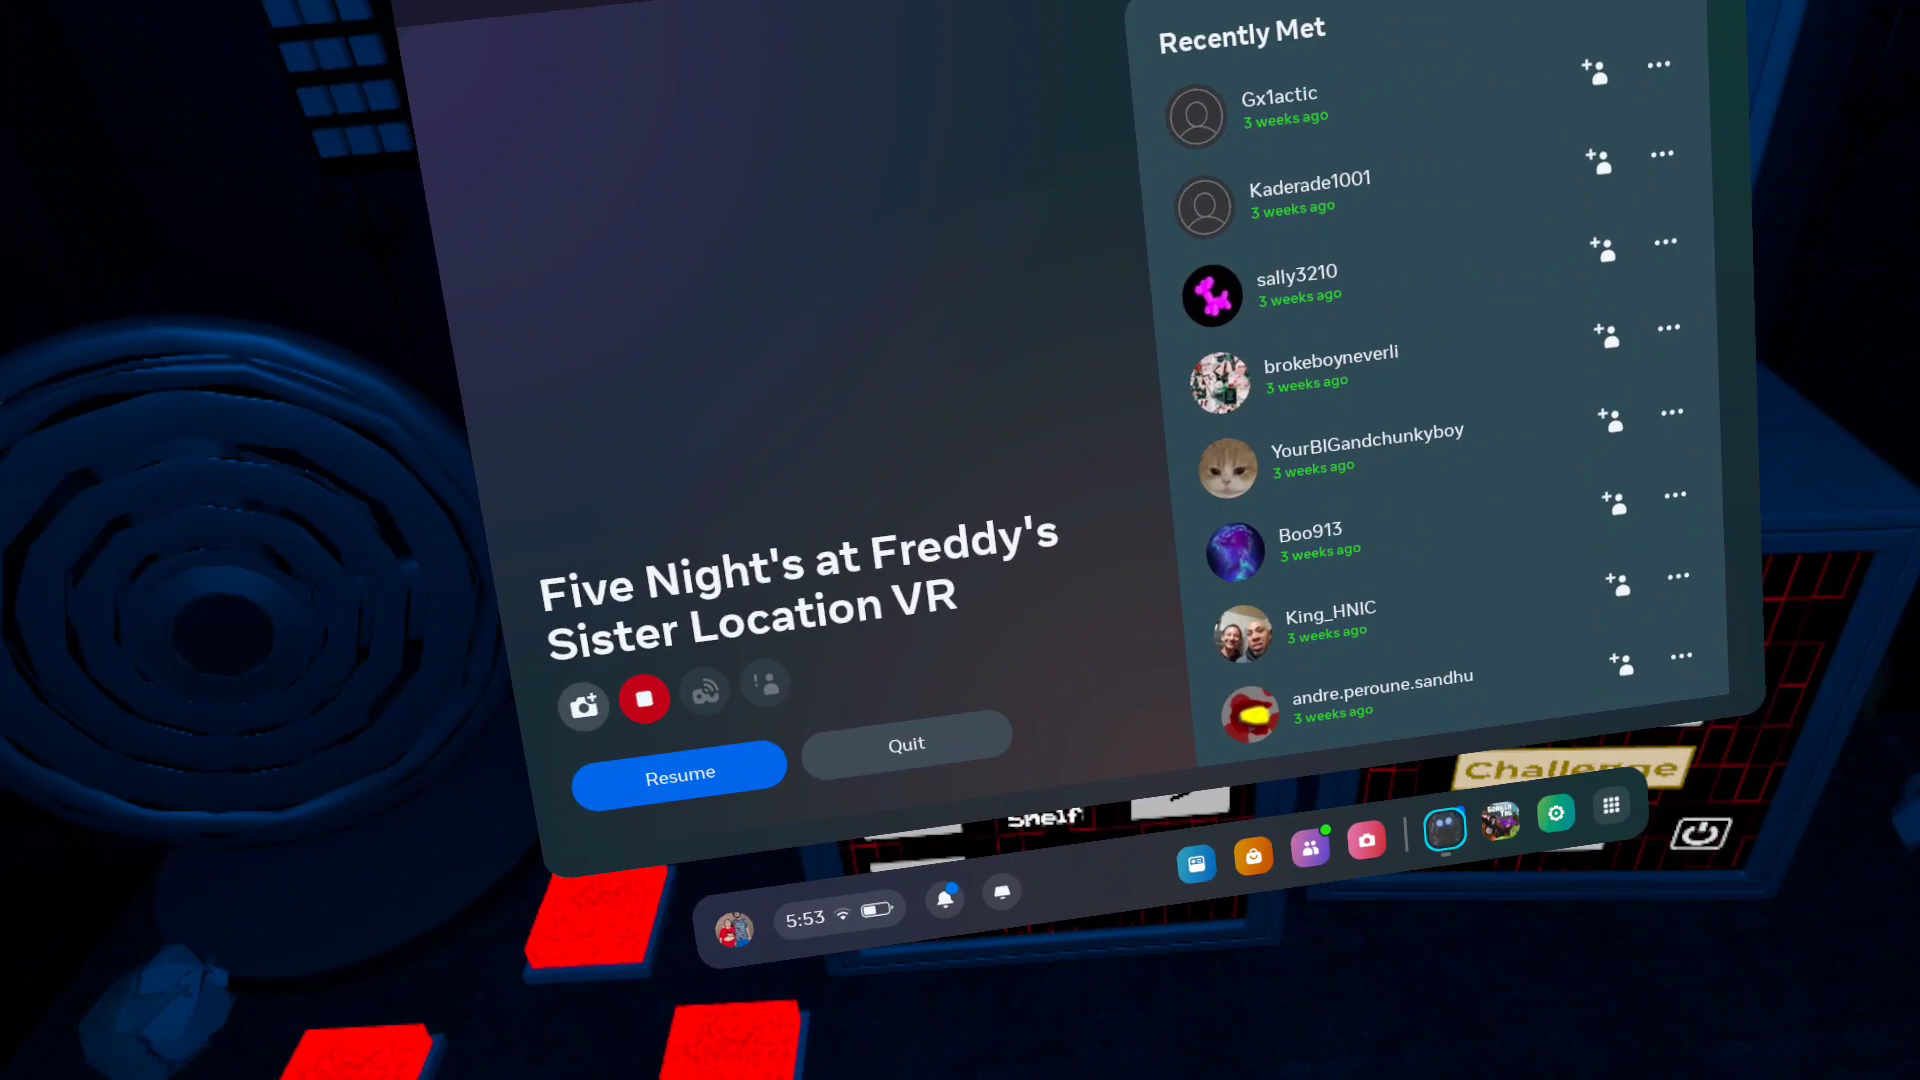 Recently Met
Gx1actic
3 weeks ago
Kaderade1001
3 weeks ago
sally3210
3 weeks ago
brokeboyneverli
3 weeks ago
YourBIGandchunkyboy
3 weeks ago
Boo913
3 weeks ago
King_HNIC
3 weeks ago
andre.peroune.sandhu
3 weeks ago
Five Night's at Freddy's
Sister Location VR
Resume
Quit
Shelf
Challenge
5:53